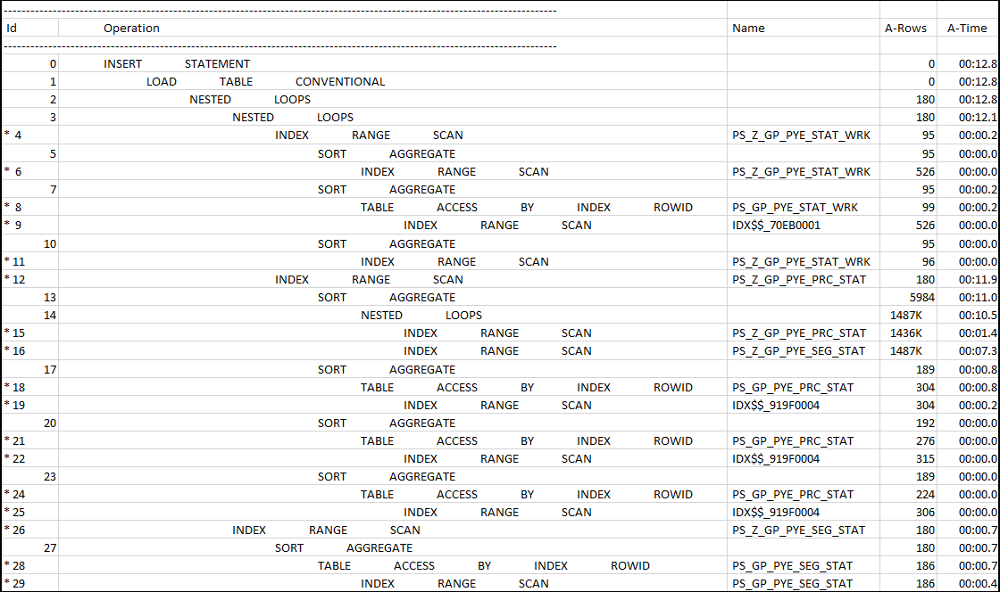 ------------------------------------------------------------------------------------------------------------------------
Id Operation Name A-Rows A-Time
------------------------------------------------------------------------------------------------------------------------
0 INSERT STATEMENT 0 00:12.8
1 LOAD TABLE CONVENTIONAL 0 00:12.8
2 NESTED LOOPS 180 00:12.8
3 NESTED LOOPS 180 00:12.1
* 4 INDEX RANGE SCAN PS_Z_GP_PYE_STAT_WRK 95 00:00.2
5 SORT AGGREGATE 95 00:00.0
* 6 INDEX RANGE SCAN PS_Z_GP_PYE_STAT_WRK 526 00:00.0
7 SORT AGGREGATE 95 00:00.2
* 8 TABLE ACCESS BY INDEX ROWID PS_GP_PYE_STAT_WRK 99 00:00.2
* 9 INDEX RANGE SCAN IDX$$_70EB0001 526 00:00.0
10 SORT AGGREGATE 95 00:00.0
* 11 INDEX RANGE SCAN PS_Z_GP_PYE_STAT_WRK 96 00:00.0
* 12 INDEX RANGE SCAN PS_Z_GP_PYE_PRC_STAT 180 00:11.9
13 SORT AGGREGATE 5984 00:11.0
14 NESTED LOOPS 1487K 00:10.5
* 15 INDEX RANGE SCAN PS_Z_GP_PYE_PRC_STAT 1436K 00:01.4
* 16 INDEX RANGE SCAN PS_Z_GP_PYE_SEG_STAT 1487K 00:07.3
17 SORT AGGREGATE 189 00:00.8
* 18 TABLE ACCESS BY INDEX ROWID PS_GP_PYE_PRC_STAT 304 00:00.8
* 19 INDEX RANGE SCAN IDX$$_919F0004 304 00:00.2
20 SORT AGGREGATE 192 00:00.0
* 21 TABLE ACCESS BY INDEX ROWID PS_GP_PYE_PRC_STAT 276 00:00.0
* 22 INDEX RANGE SCAN IDX$$_919F0004 315 00:00.0
23 SORT AGGREGATE 189 00:00.0
* 24 TABLE ACCESS BY INDEX ROWID PS_GP_PYE_PRC_STAT 224 00:00.0
* 25 INDEX RANGE SCAN IDX$$_919F0004 306 00:00.0
* 26 INDEX RANGE SCAN PS_Z_GP_PYE_SEG_STAT 180 00:00.7
27 SORT AGGREGATE 180 00:00.7
* 28 TABLE ACCESS BY INDEX ROWID PS_GP_PYE_SEG_STAT 186 00:00.7
* 29 INDEX RANGE SCAN PS_GP_PYE_SEG_STAT 186 00:00.4